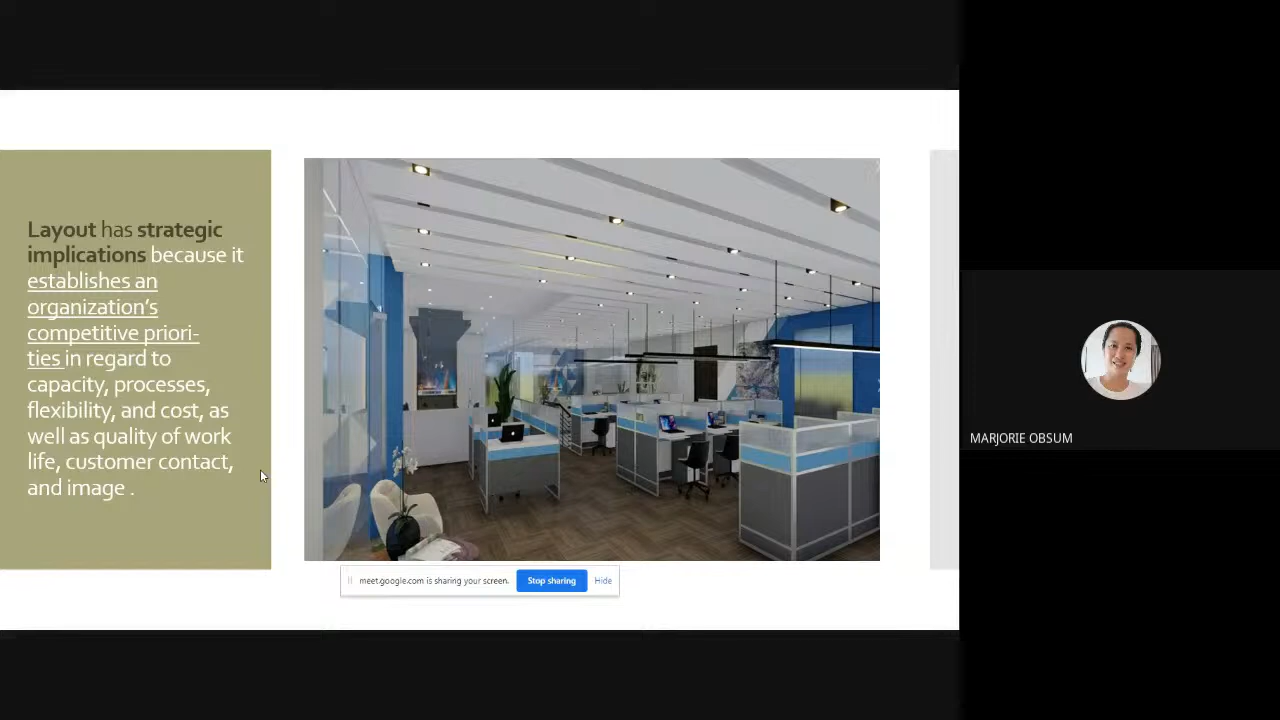 Layout has strategic
implications because it
establishes an
organization's
competitive priori-
ties in regard to
capacity, processes,
flexibility, and cost, as
well as quality of work
life, customer contact,
and image .
meet.google.com is sharing your screen.
Stop sharing
Hide
MARJORIE OBSUM